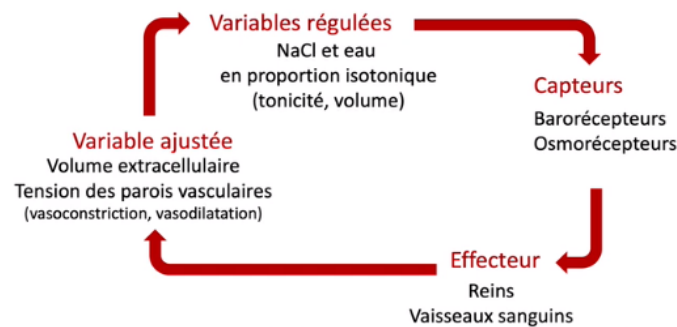 Variables régulées
NaCl et eau
en proportion isotonique
(tonicité, volume)
Capteurs
Barorécepteurs
Osmorécepteurs
Effecteur
Reins
Vaisseaux sanguins
Variable ajustée
Volume extracellulaire
Tension des parois vasculaires
(vasoconstriction, vasodilatation)